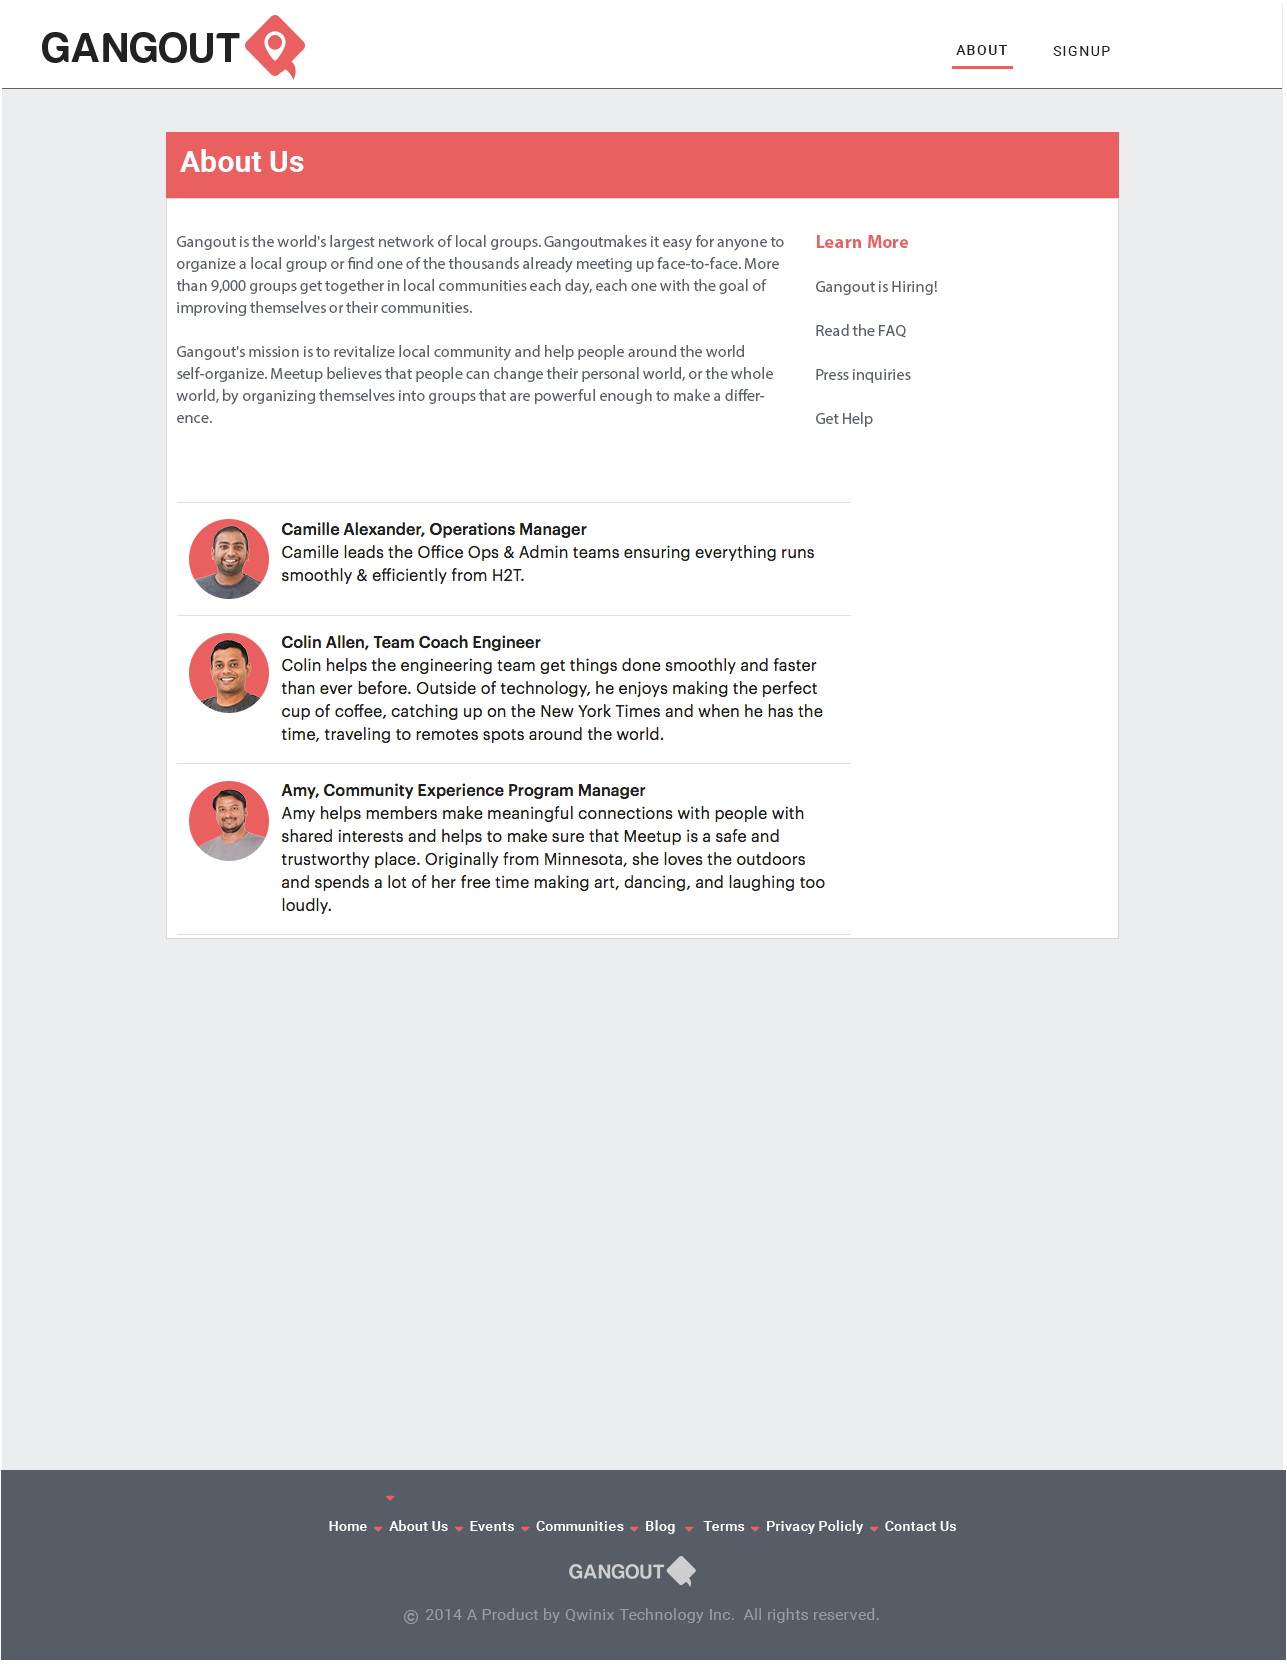 GANGOUT
ABOUT
SIGNUP
About Us
Gangout is the world's largest network of local groups. Gangoutmakes it easy for anyone to
organize a local group or find one of the thousands already meeting up face-to-face. More
than 9,000 groups get together in local communities each day, each one with the goal of
improving themselves or their communities.
Gangout's mission is to revitalize local community and help people around the world
self-organize. Meetup believes that people can change their personal world, or the whole
world, by organizing themselves into groups that are powerful enough to make a differ-
ence.
Learn More
Gangout is Hiring!
Read the FAQ
Press inquiries
Get Help
Camille Alexander, Operations Manager
Camille leads the Office Ops & Admin teams ensuring everything runs
smoothly & efficiently from H2T.
Colin Allen, Team Coach Engineer
Colin helps the engineering team get things done smoothly and faster
than ever before. Outside of technology, he enjoys making the perfect
cup of coffee, catching up on the New York Times and when he has the
time, traveling to remotes spots around the world.
Amy, Community Experience Program Manager
Amy helps members make meaningful connections with people with
shared interests and helps to make sure that Meetup is a safe and
trustworthy place. Originally from Minnesota, she loves the outdoors
and spends a lot of her free time making art, dancing, and laughing too
loudly.
Home About Us Events Communities Blog Terms Privacy Policly Contact Us
GANGOUT
© 2014 A Product by Qwinix Technology Inc. All rights reserved.